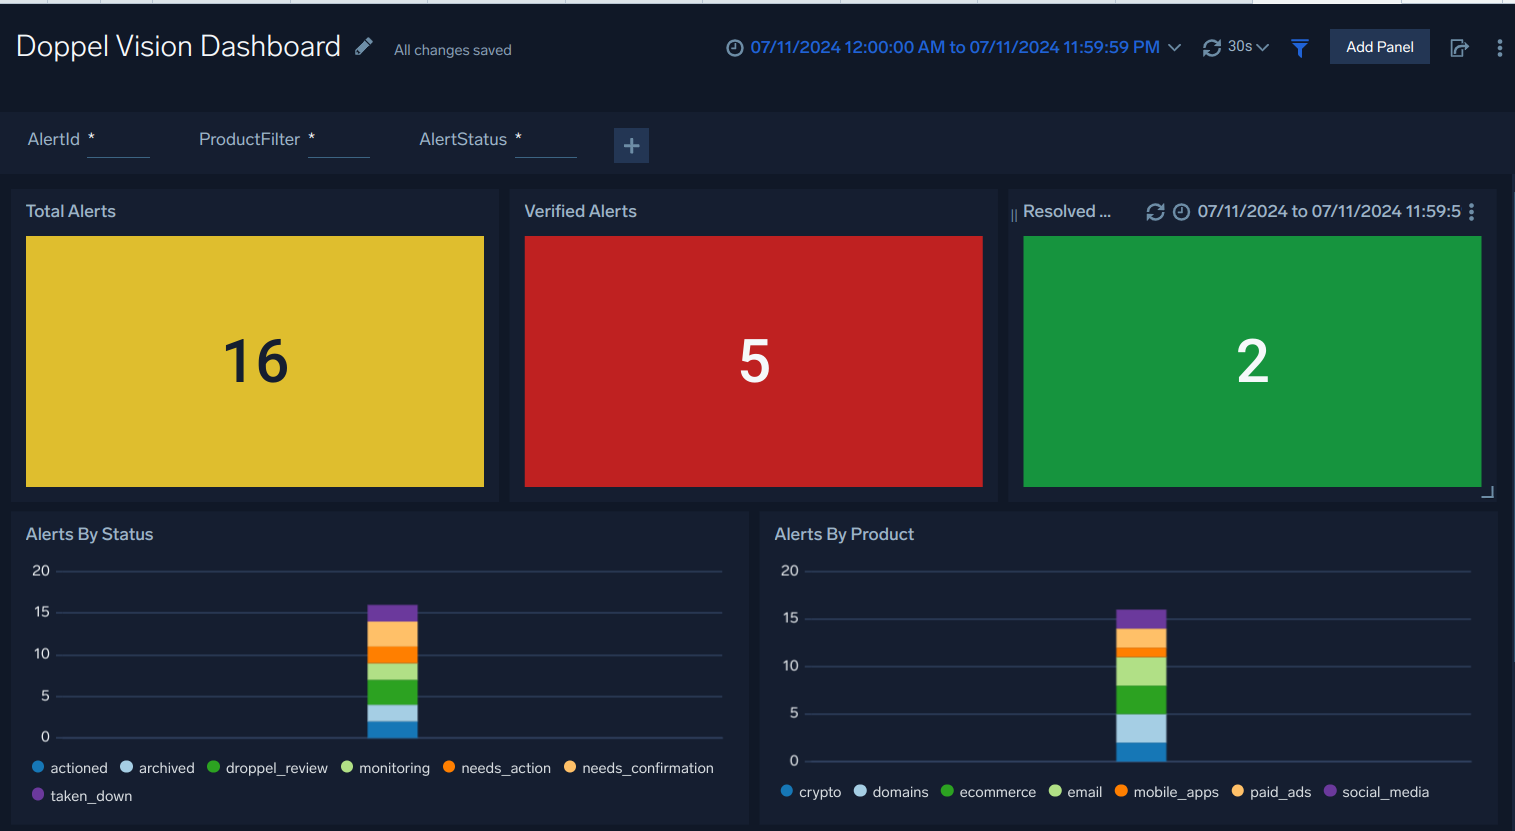 Doppel Vision Dashboard All changes saved 07/11/2024 12:00:00 AM to 07/11/2024 11:59:59 PM 30s Add Panel
AlertId * ProductFilter * AlertStatus * +
Total Alerts
16
Verified Alerts
5
Resolved ... 07/11/2024 to 07/11/2024 11:59:5
2
Alerts By Status
20
15
10
5
0
actioned archived droppel_review monitoring needs_action needs_confirmation
taken_down
Alerts By Product
20
15
10
5
0
crypto domains ecommerce email mobile_apps paid_ads social_media